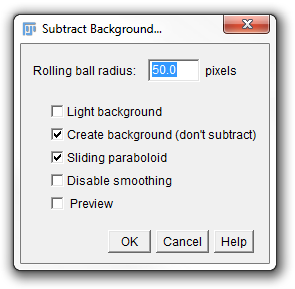 Subtract Background...
Rolling ball radius: 50.0 pixels
Light background
Create background (don't subtract)
Sliding paraboloid
Disable smoothing
Preview
OK Cancel Help